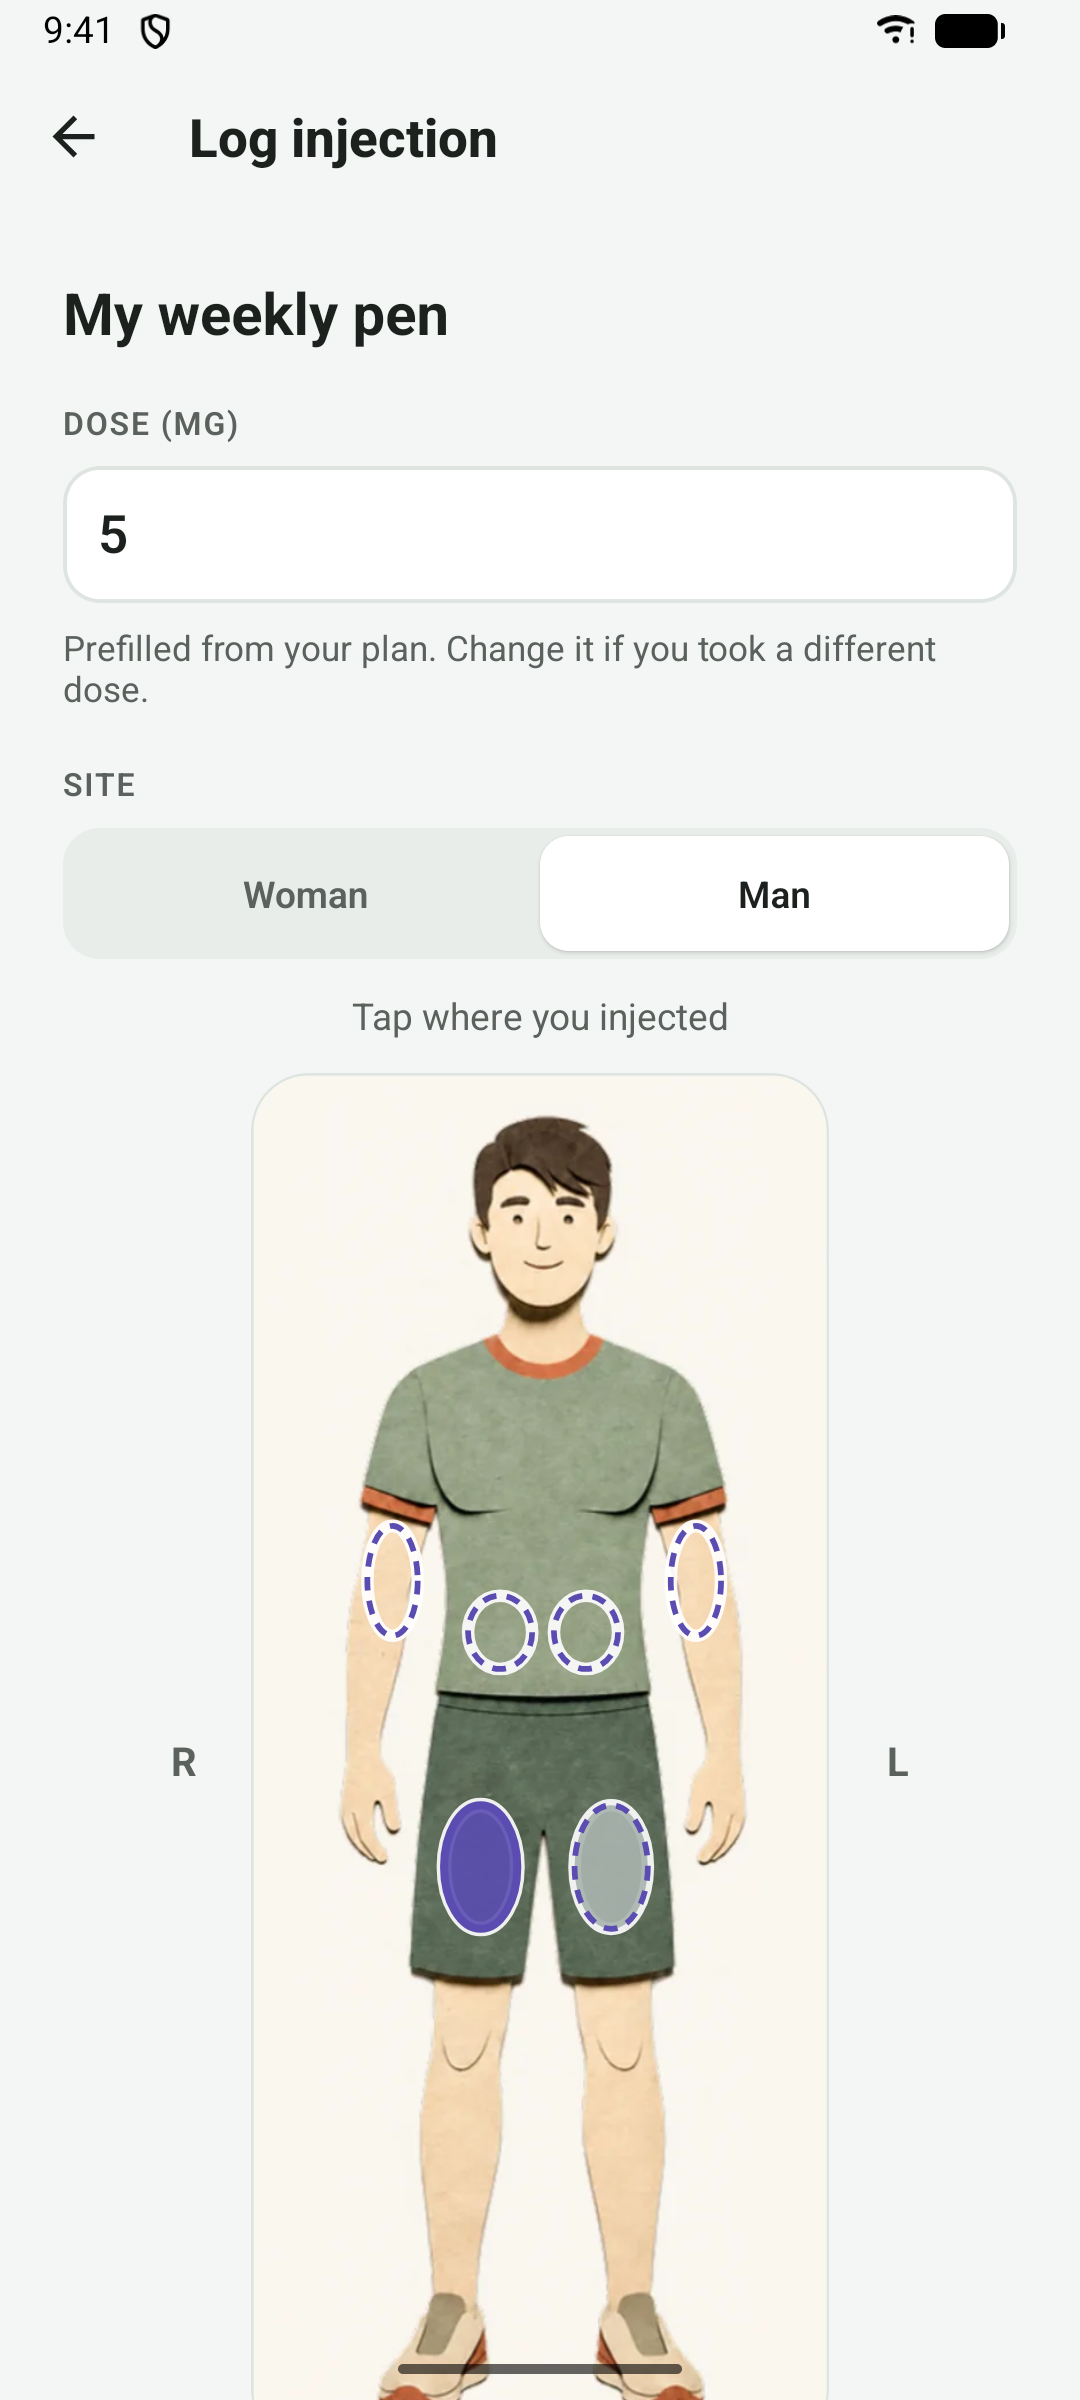 9:41
Log injection
My weekly pen
DOSE (MG)
5
Prefilled from your plan. Change it if you took a different
dose.
SITE
Woman
Man
Tap where you injected
R
L